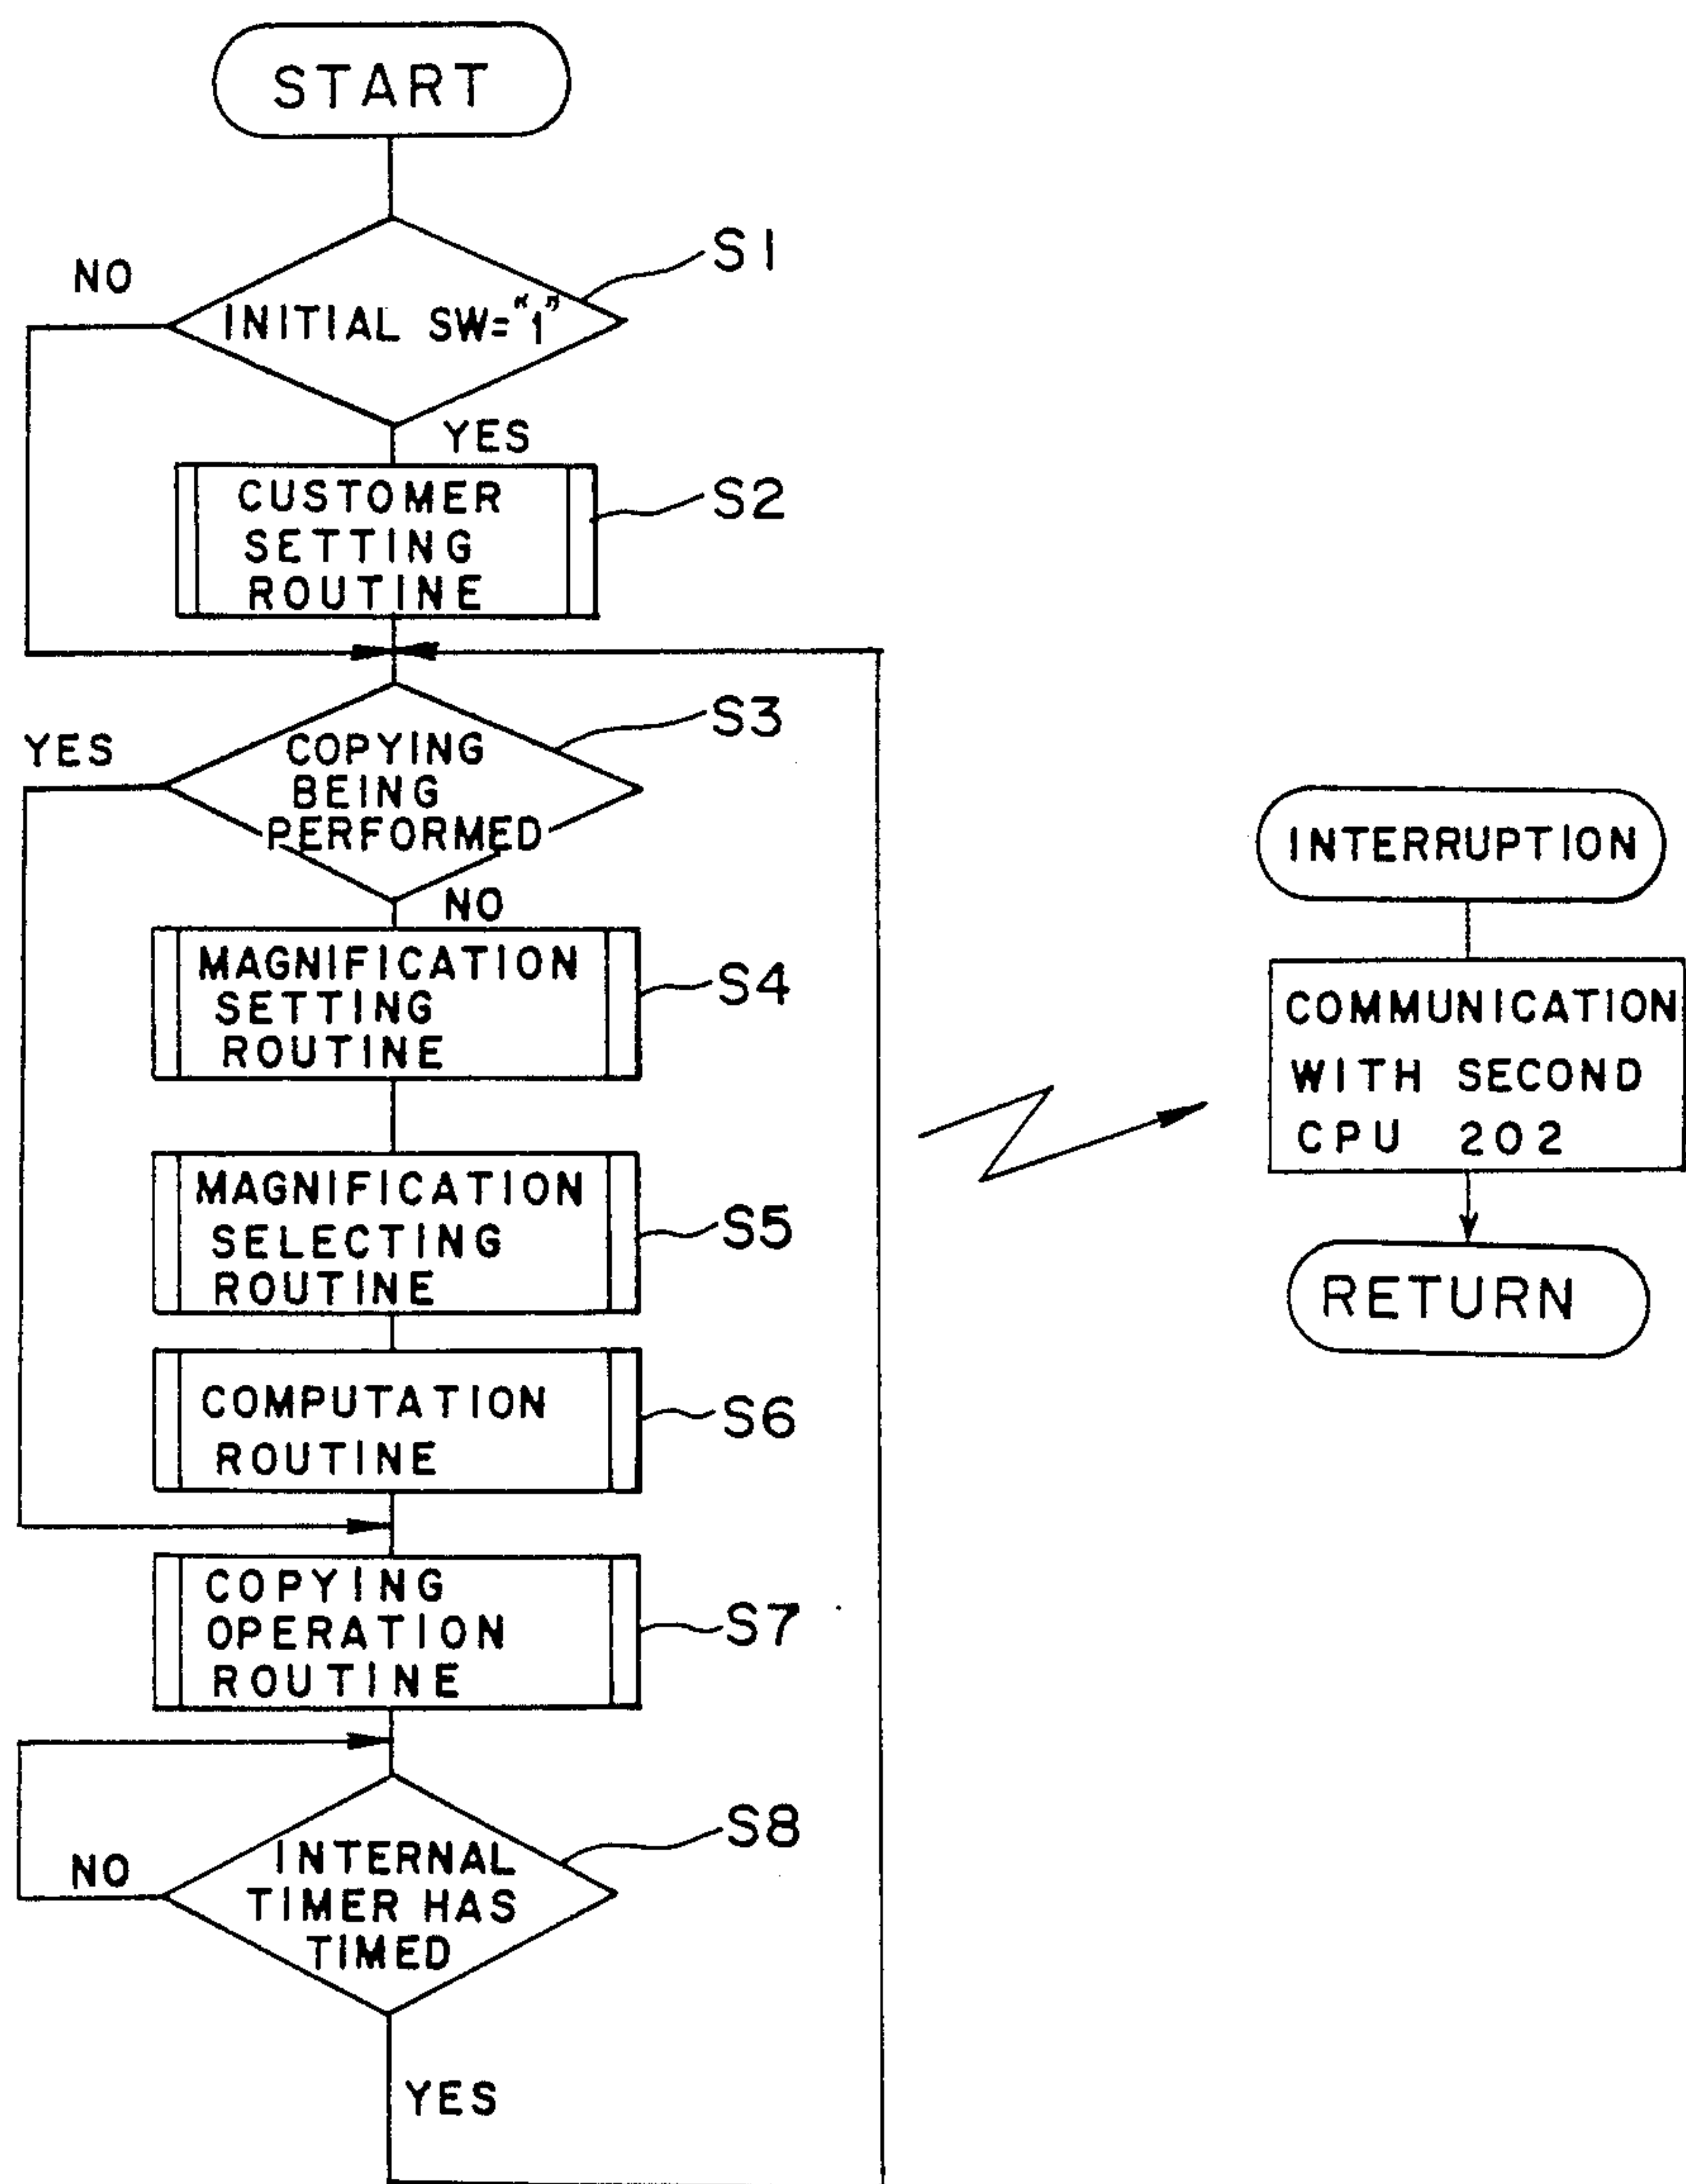 START
S1
NO
INITIAL SW="1"
YES
CUSTOMER
SETTING
ROUTINE
S2
S3
YES
COPYING
BEING
PERFORMED
NO
MAGNIFICATION
SETTING
ROUTINE
S4
MAGNIFICATION
SELECTING
ROUTINE
S5
COMPUTATION
ROUTINE
S6
COPYING
OPERATION
ROUTINE
S7
S8
NO
INTERNAL
TIMER HAS
TIMED
YES
INTERRUPTION
COMMUNICATION
WITH SECOND
CPU 202
RETURN